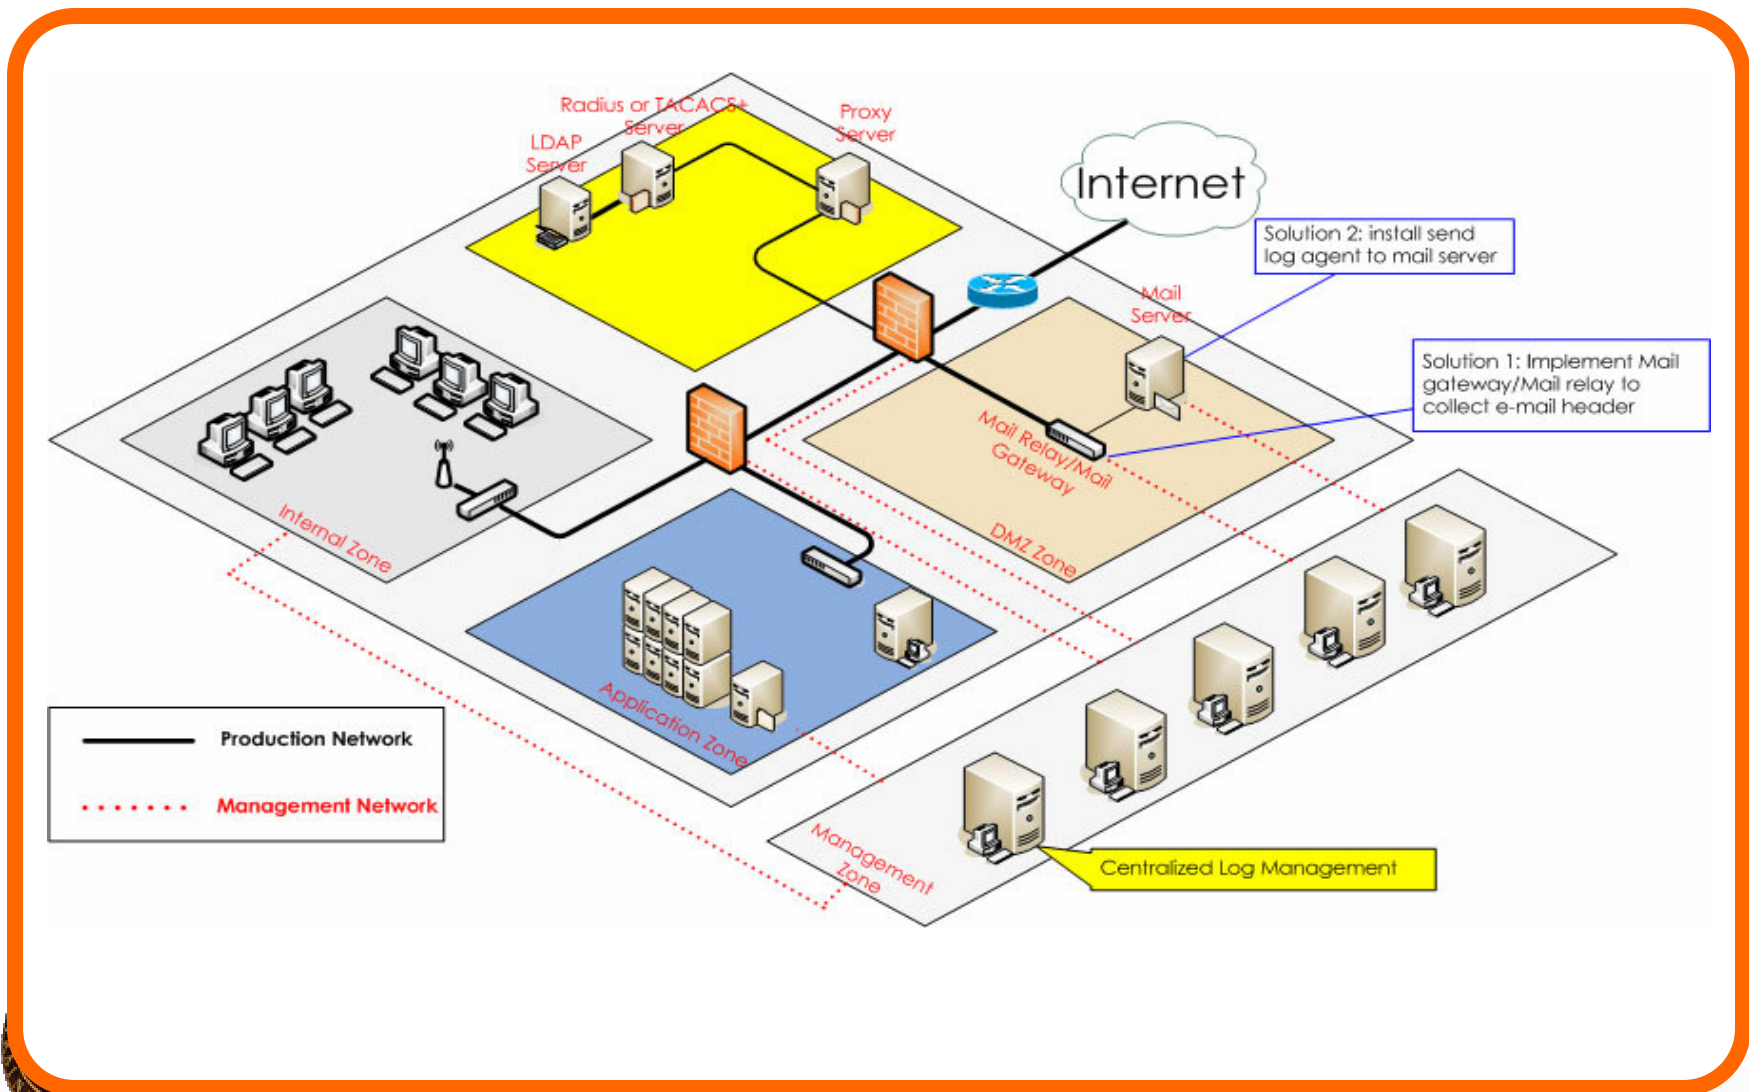 Radius or TACACS+
Server
Proxy
Server
LDAP
Server
Internet
Solution 2: install send
log agent to mail server
Mail
Server
Solution 1: Implement Mail
gateway/Mail relay to
collect e-mail header
Mail Relay/Mail
Gateway
DMZ Zone
Internal Zone
Application Zone
Production Network
Management Network
Management
Zone
Centralized Log Management